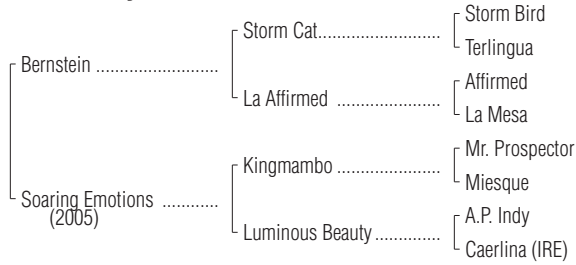 Storm Bird
Storm Cat........................
Terlingua
Bernstein ........................
Affirmed
La Affirmed ....................
La Mesa
Mr. Prospector
Kingmambo ....................
Miesque
Soaring Emotions ...........
(2005)
A.P. Indy
Luminous Beauty.............
Caerlina (IRE)